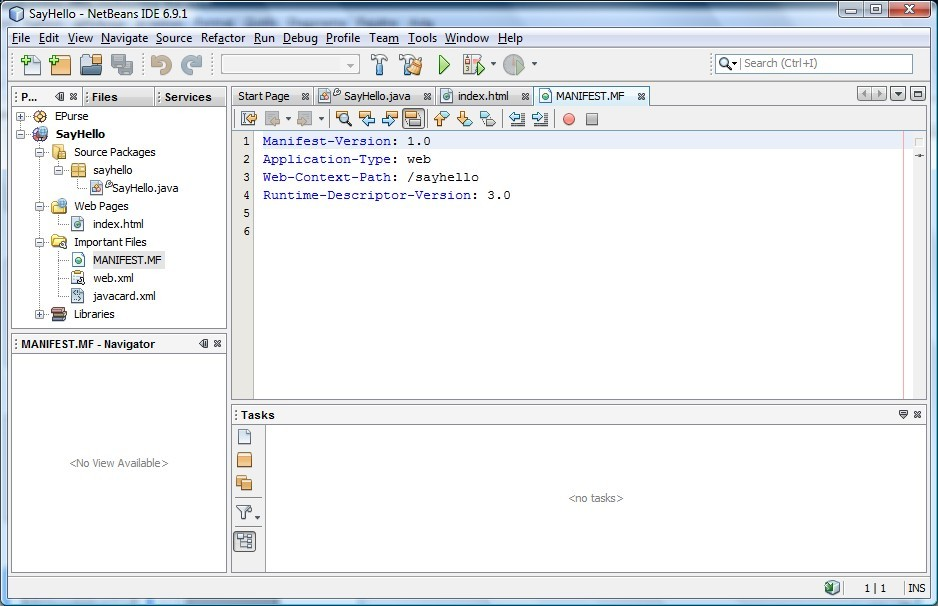 SayHello - NetBeans IDE 6.9.1
File Edit View Navigate Source Refactor Run Debug Profile Team Tools Window Help
Search (Ctrl+I)
P... Files Services
Start Page SayHello.java index.html MANIFEST.MF
EPurse
SayHello
Source Packages
sayhello
SayHello.java
Web Pages
index.html
Important Files
MANIFEST.MF
web.xml
javacard.xml
Libraries
1 Manifest-Version: 1.0
2 Application-Type: web
3 Web-Context-Path: /sayhello
4 Runtime-Descriptor-Version: 3.0
5
6
MANIFEST.MF - Navigator
<No View Available>
Tasks
<no tasks>
1 | 1 INS